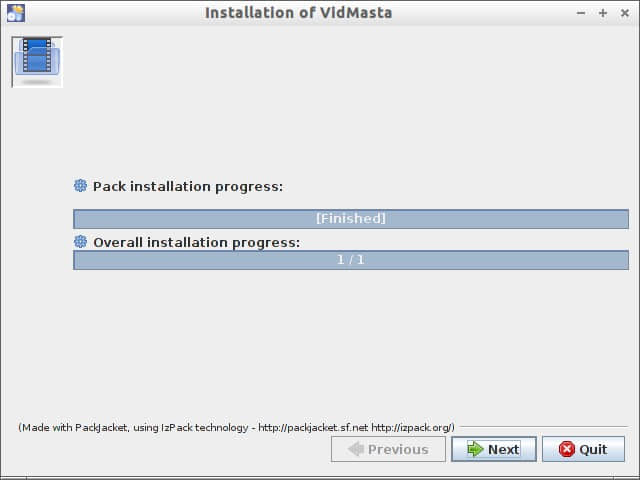 Installation of VidMasta
Pack installation progress:
[Finished]
Overall installation progress:
1 / 1
(Made with PackJacket, using IzPack technology - http://packjacket.sf.net http://izpack.org/)
Previous Next Quit